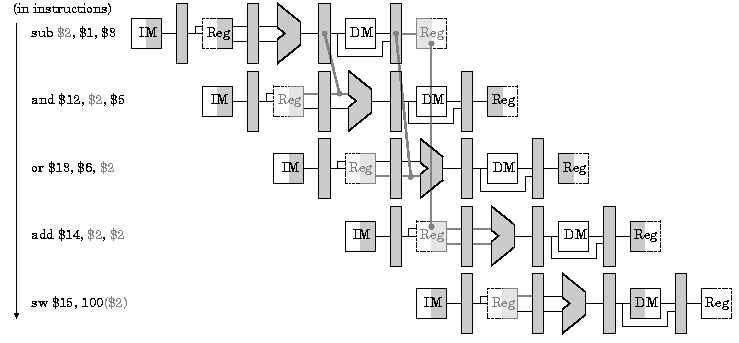 (in instructions)
sub $2, $1, $3 IM Reg DM Reg
and $12, $2, $5 IM Reg DM Reg
or $13, $6, $2 IM Reg DM Reg
add $14, $2, $2 IM Reg DM Reg
sw $15, 100($2) IM Reg DM Reg